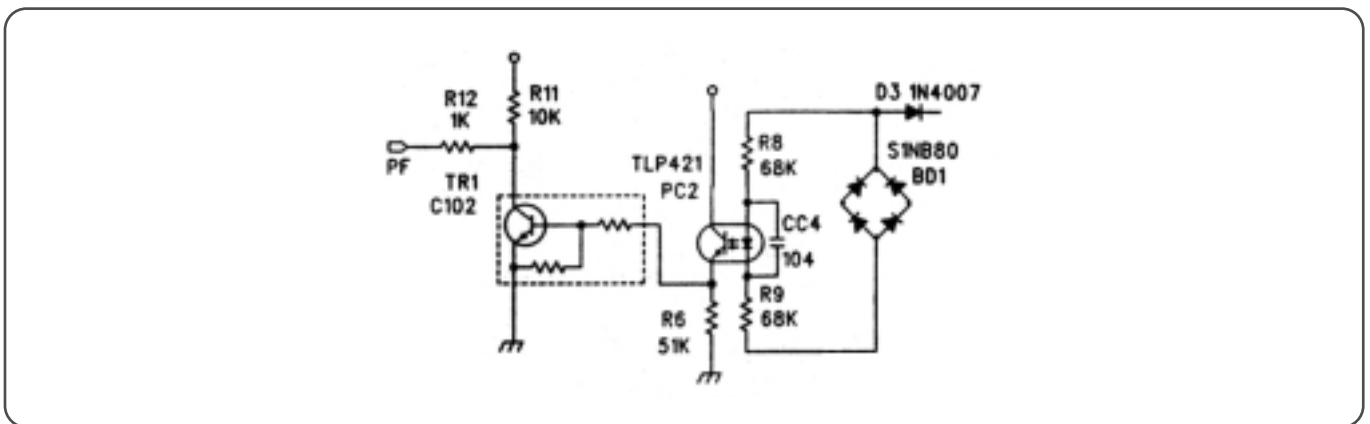 D3 1N4007
R12
1K
R11
10K
PF
TR1
C102
TLP421
PC2
R8
68K
S1NB80
BD1
CC4
104
R6
51K
R9
68K